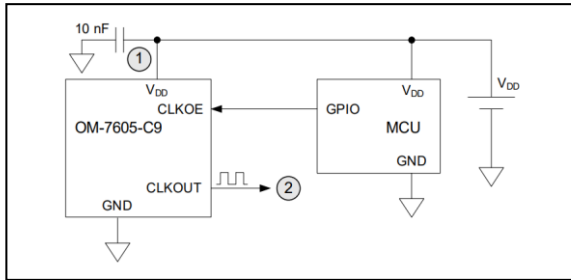 10 nF
1
VDD
VDD
VDD
CLKOE
GPIO
OM-7605-C9
MCU
GND
CLKOUT
2
GND